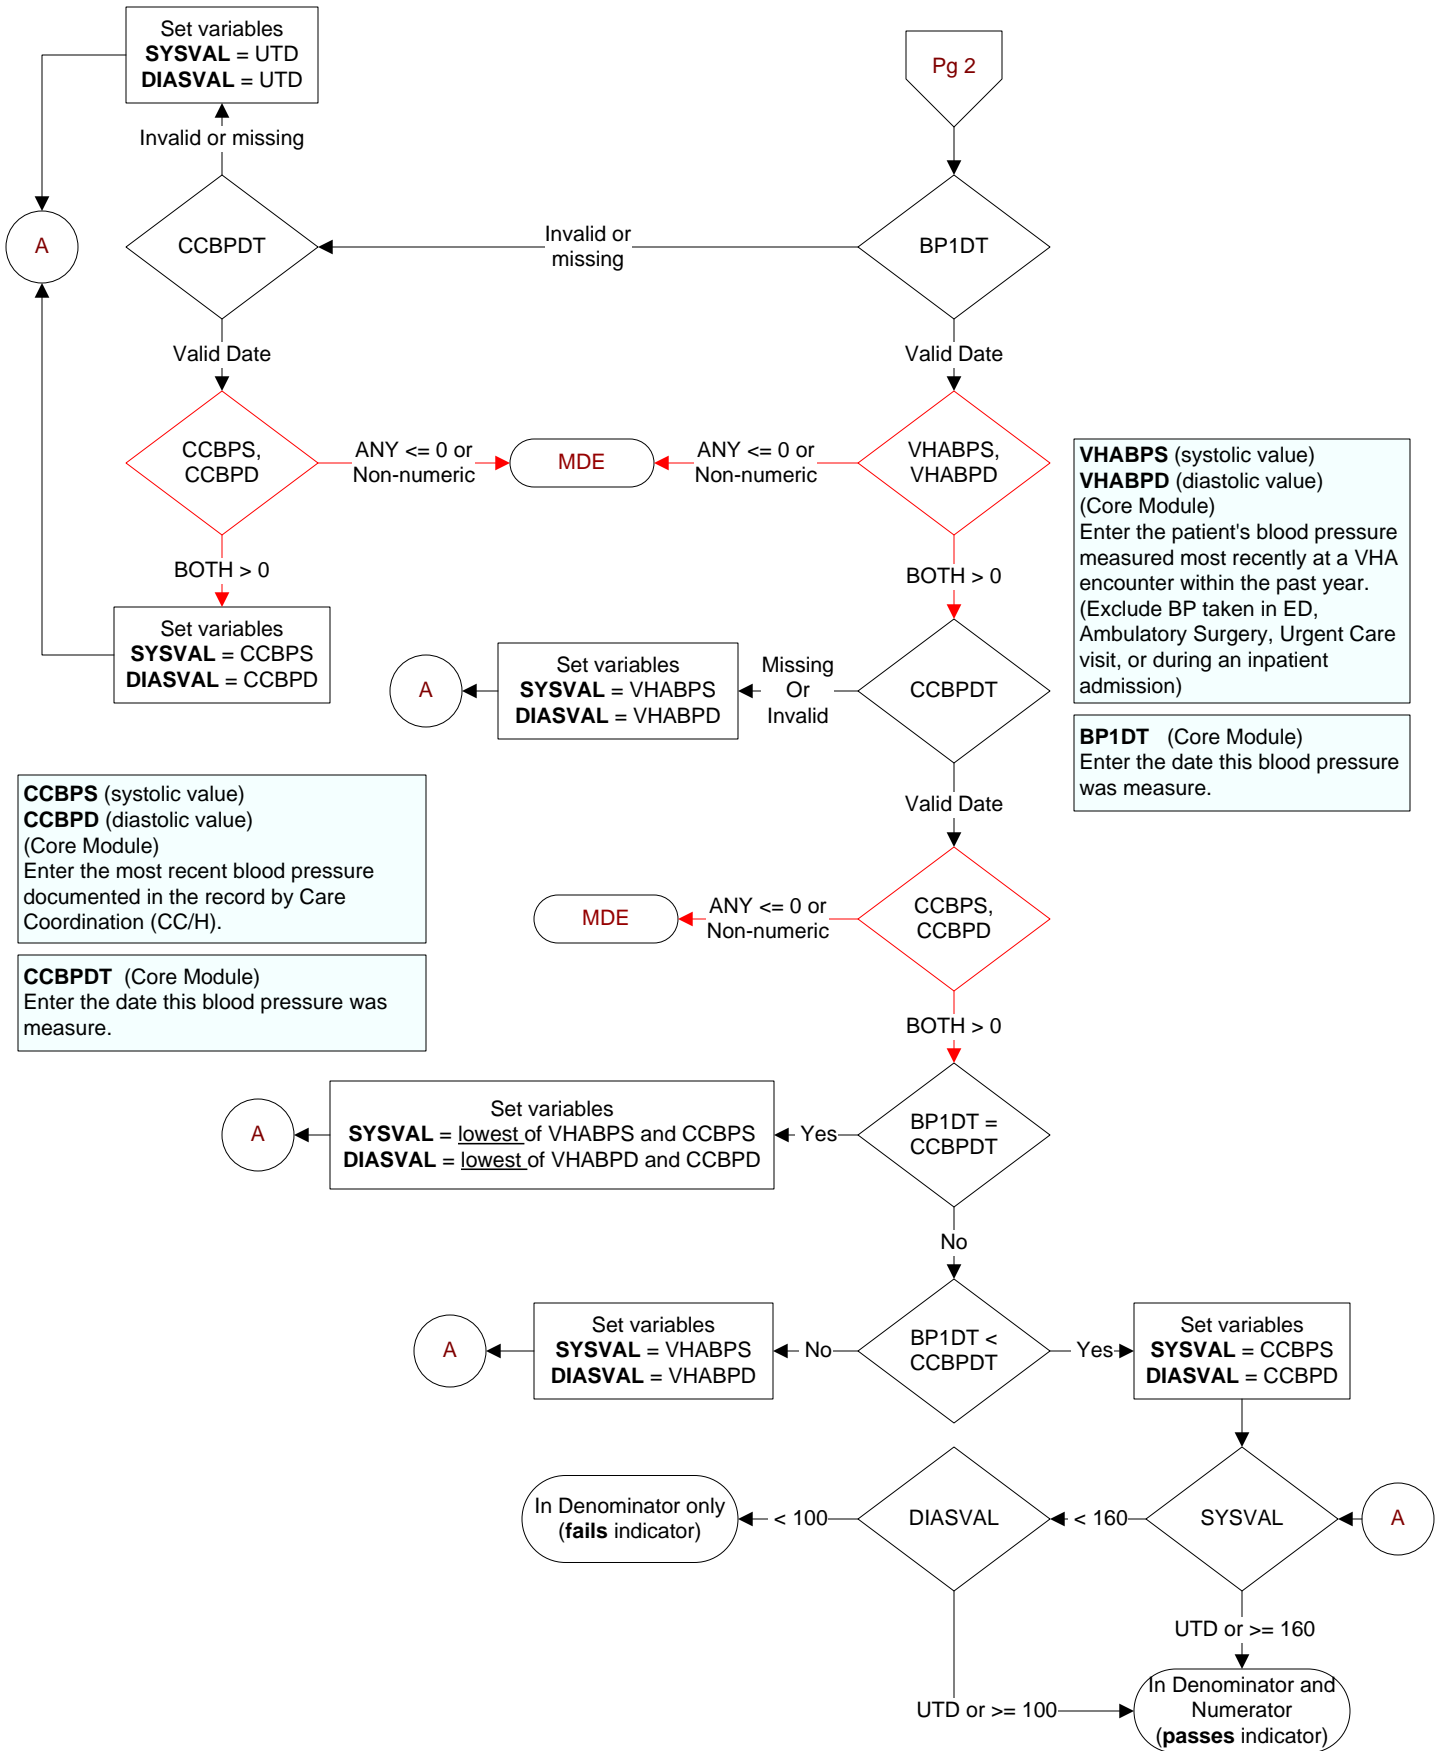 Set variables
SYSVAL = UTD
DIASVAL = UTD
Pg 2
Invalid or missing
A
CCBPDT
Invalid or
missing
BP1DT
Valid Date
Valid Date
CCBPS,
CCBPD
ANY <= 0 or
Non-numeric
MDE
ANY <= 0 or
Non-numeric
VHABPS,
VHABPD
VHABPS (systolic value)
VHABPD (diastolic value)
(Core Module)
Enter the patient's blood pressure
measured most recently at a VHA
encounter within the past year.
(Exclude BP taken in ED,
Ambulatory Surgery, Urgent Care
visit, or during an inpatient
admission)
BOTH > 0
BOTH > 0
Set variables
SYSVAL = CCBPS
DIASVAL = CCBPD
A
Set variables
SYSVAL = VHABPS
DIASVAL = VHABPD
Missing
Or
Invalid
CCBPDT
BP1DT (Core Module)
Enter the date this blood pressure
was measure.
CCBPS (systolic value)
CCBPD (diastolic value)
(Core Module)
Enter the most recent blood pressure
documented in the record by Care
Coordination (CC/H).
Valid Date
MDE
ANY <= 0 or
Non-numeric
CCBPS,
CCBPD
CCBPDT (Core Module)
Enter the date this blood pressure was
measure.
BOTH > 0
A
Set variables
SYSVAL = lowest of VHABPS and CCBPS
DIASVAL = lowest of VHABPD and CCBPD
Yes
BP1DT =
CCBPDT
No
A
Set variables
SYSVAL = VHABPS
DIASVAL = VHABPD
No
BP1DT <
CCBPDT
Yes
Set variables
SYSVAL = CCBPS
DIASVAL = CCBPD
In Denominator only
(fails indicator)
< 100
DIASVAL
< 160
SYSVAL
A
UTD or >= 160
UTD or >= 100
In Denominator and
Numerator
(passes indicator)